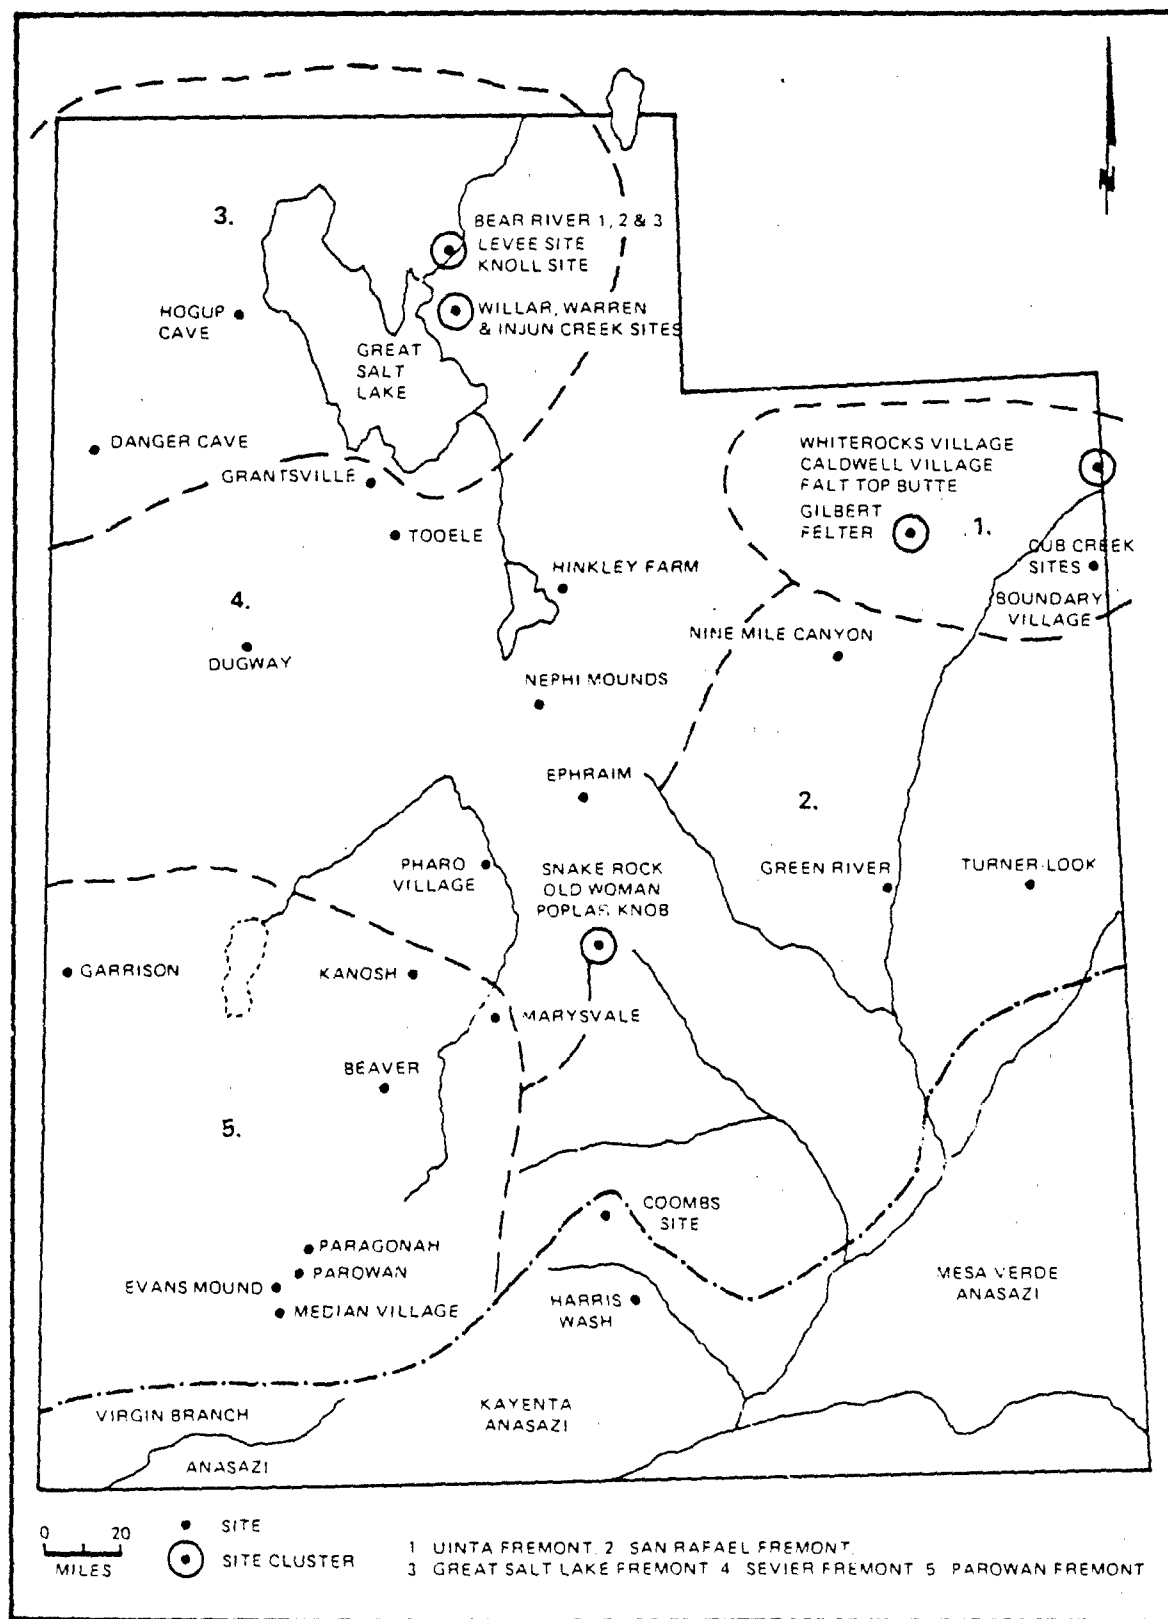 3.
BEAR RIVER 1, 2 & 3
LEVEE SITE
KNOLL SITE
HOGUP
CAVE
WILLAR, WARREN
& INJUN CREEK SITES
GREAT
SALT
LAKE
DANGER CAVE
GRANTSVILLE
WHITEROCKS VILLAGE
CALDWELL VILLAGE
FALT TOP BUTTE
GILBERT
FELTER
1.
TOOELE
CUB CREEK
SITES
HINKLEY FARM
BOUNDARY
VILLAGE
4.
DUGWAY
NINE MILE CANYON
NEPHI MOUNDS
EPHRAIM
2.
PHARO
VILLAGE
SNAKE ROCK
OLD WOMAN
POPLAR KNOB
GREEN RIVER
TURNER-LOOK
GARRISON
KANOSH
MARYSVALE
BEAVER
5.
COOMBS
SITE
PARAGONAH
PAROWAN
EVANS MOUND
MEDIAN VILLAGE
HARRIS
WASH
MESA VERDE
ANASAZI
VIRGIN BRANCH
ANASAZI
KAYENTA
ANASAZI
0 20
MILES
SITE
SITE CLUSTER
1 UINTA FREMONT. 2 SAN RAFAEL FREMONT.
3 GREAT SALT LAKE FREMONT 4 SEVIER FREMONT 5 PAROWAN FREMONT
N